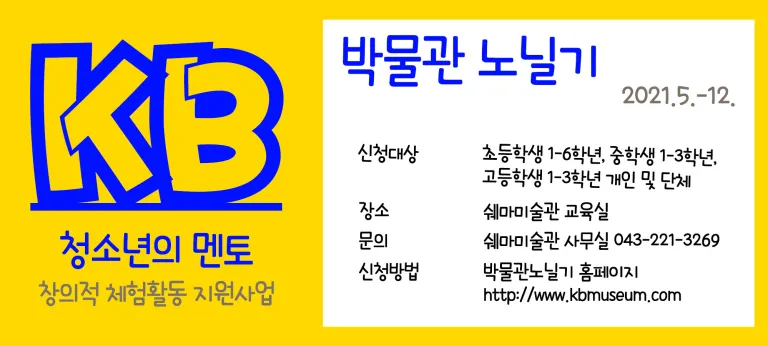 KB
청소년의 멘토
창의적 체험활동 지원사업
박물관 노닐기
2021.5.-12.
신청대상 초등학생 1-6학년, 중학생 1-3학년,
고등학생 1-3학년 개인 및 단체
장소 쉐마미술관 교육실
문의 쉐마미술관 사무실 043-221-3269
신청방법 박물관노닐기 홈페이지
http://www.kbmuseum.com